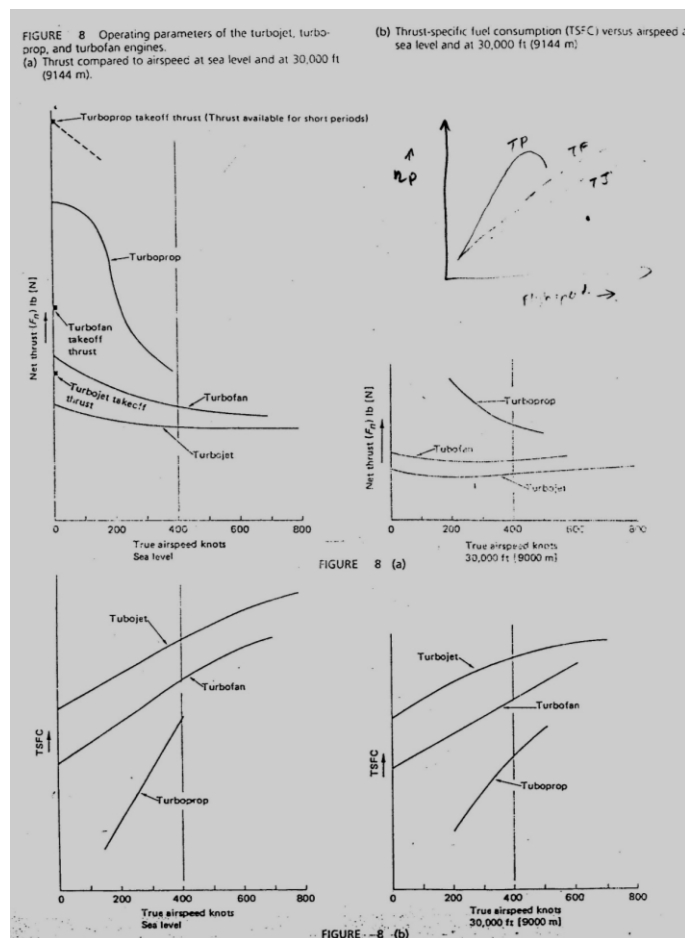 FIGURE 8 Operating parameters of the turbojet, turbo-
prop, and turbofan engines.
(a) Thrust compared to airspeed at sea level and at 30,000 ft
(9144 m).
(b) Thrust-specific fuel consumption (TSFC) versus airspeed a
sea level and at 30,000 ft (9144 m)
Turboprop takeoff thrust (Thrust available for short periods)
Turboprop
Turbofan
takeoff
thrust
Turbofan
Turbojet takeoff
thrust
Turbojet
Net thrust (Fn) lb [N]
0 200 400 600 800
True airspeed knots
Sea level
ηp
TP
TF
TJ
Turboprop
Tubofan
Turbojet
Net thrust (Fn) lb [N]
0 200 400 600 800
True airspeed knots
30,000 ft [9000 m]
FIGURE 8 (a)
Tubojet
Turbofan
Turboprop
TSFC
0 200 400 600 800
True airspeed knots
Sea level
Turbojet
Turbofan
Tuboprop
TSFC
0 200 400 600 800
True airspeed knots
30,000 ft [9000 m]
FIGURE 8 (b)